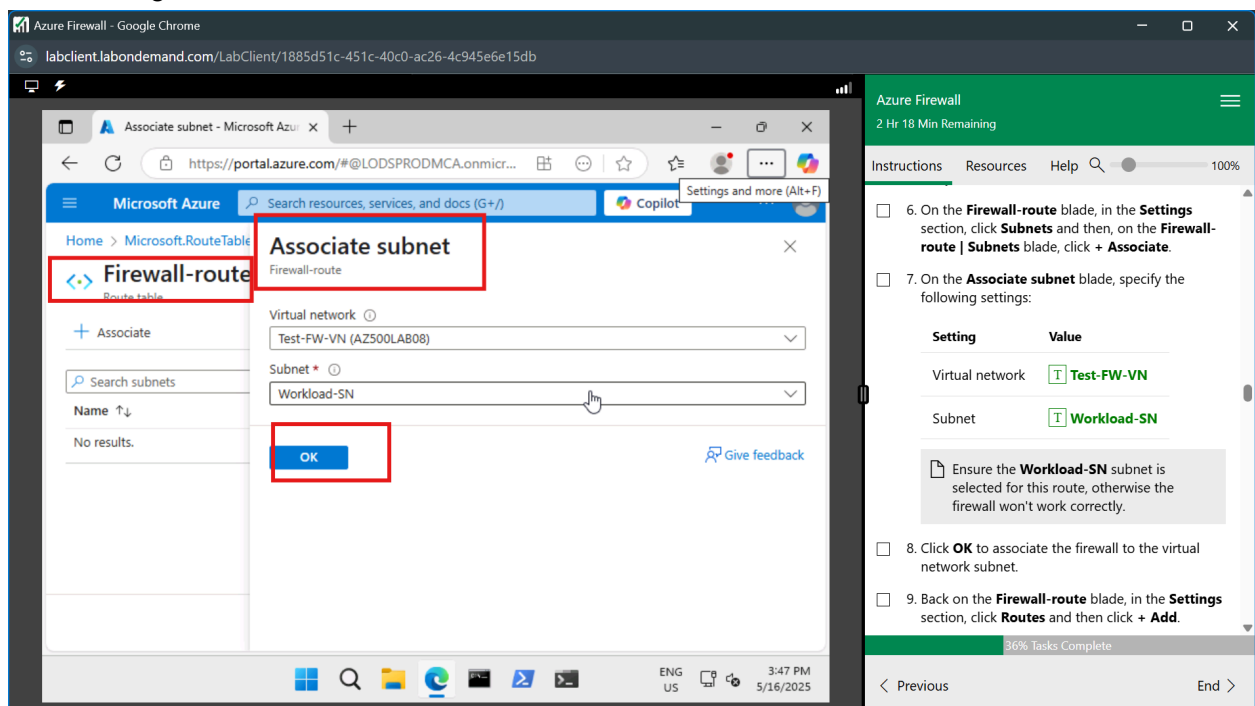 Azure Firewall - Google Chrome
labclient.labondemand.com/LabClient/1885d51c-451c-40c0-ac26-4c945e6e15db
Associate subnet - Microsoft Azur
https://portal.azure.com/#@LODSPRODMCA.onmicr...
Settings and more (Alt+F)
Microsoft Azure
Search resources, services, and docs (G+/)
Copilot
Home > Microsoft.RouteTable
Firewall-route
Route table
+ Associate
Search subnets
Name ↑↓
No results.
Associate subnet
Firewall-route
Virtual network
Test-FW-VN (AZ500LAB08)
Subnet *
Workload-SN
OK
Give feedback
ENG
US
3:47 PM
5/16/2025
Azure Firewall
2 Hr 18 Min Remaining
Instructions Resources Help 100%
6. On the Firewall-route blade, in the Settings
section, click Subnets and then, on the Firewall-
route | Subnets blade, click + Associate.
7. On the Associate subnet blade, specify the
following settings:
Setting Value
Virtual network T Test-FW-VN
Subnet T Workload-SN
Ensure the Workload-SN subnet is
selected for this route, otherwise the
firewall won't work correctly.
8. Click OK to associate the firewall to the virtual
network subnet.
9. Back on the Firewall-route blade, in the Settings
section, click Routes and then click + Add.
36% Tasks Complete
< Previous End >